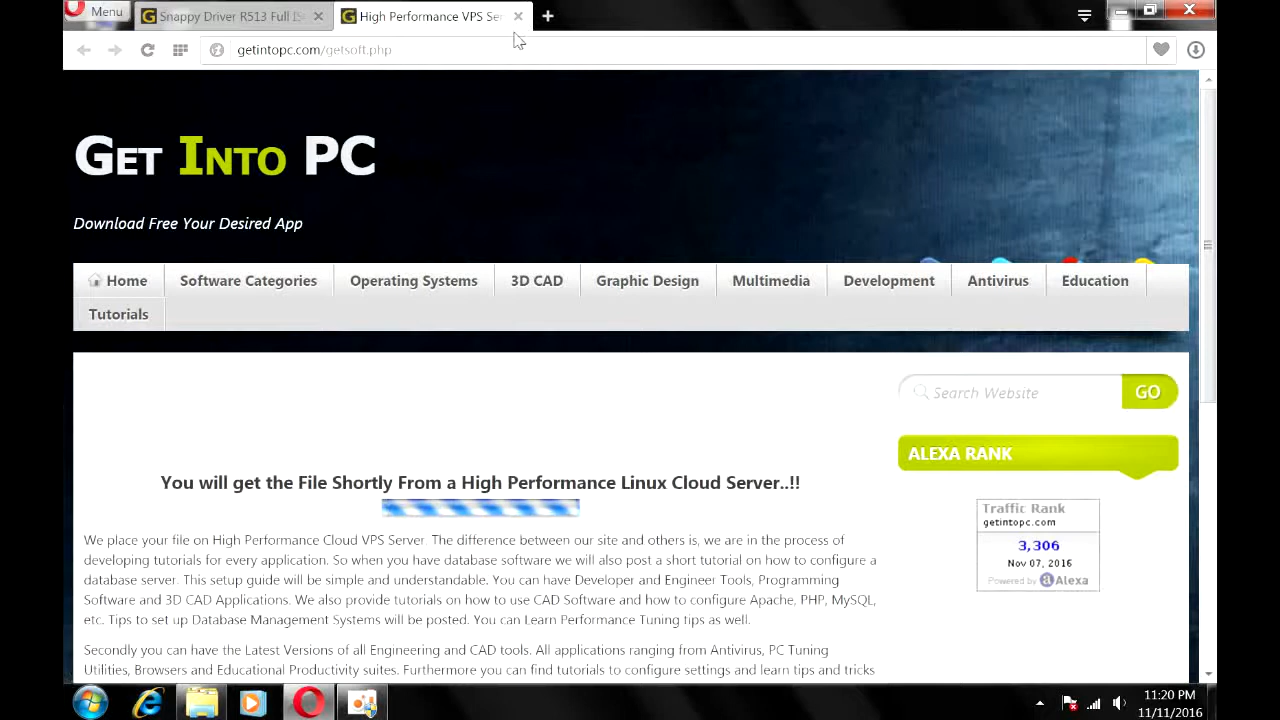 Menu
Snappy Driver R513 Full IS
High Performance VPS Ser
getintopc.com/getsoft.php
GET INTO PC
Download Free Your Desired App
Home
Software Categories
Operating Systems
3D CAD
Graphic Design
Multimedia
Development
Antivirus
Education
Tutorials
Search Website
GO
ALEXA RANK
You will get the File Shortly From a High Performance Linux Cloud Server..!!
Traffic Rank
getintopc.com
3,306
Nov 07, 2016
Powered by Alexa
We place your file on High Performance Cloud VPS Server. The difference between our site and others is, we are in the process of
developing tutorials for every application. So when you have database software we will also post a short tutorial on how to configure a
database server. This setup guide will be simple and understandable. You can have Developer and Engineer Tools, Programming
Software and 3D CAD Applications. We also provide tutorials on how to use CAD Software and how to configure Apache, PHP, MySQL,
etc. Tips to set up Database Management Systems will be posted. You can Learn Performance Tuning tips as well.
Secondly you can have the Latest Versions of all Engineering and CAD tools. All applications ranging from Antivirus, PC Tuning
Utilities, Browsers and Educational Productivity suites. Furthermore you can find tutorials to configure settings and learn tips and tricks
11:20 PM
11/11/2016